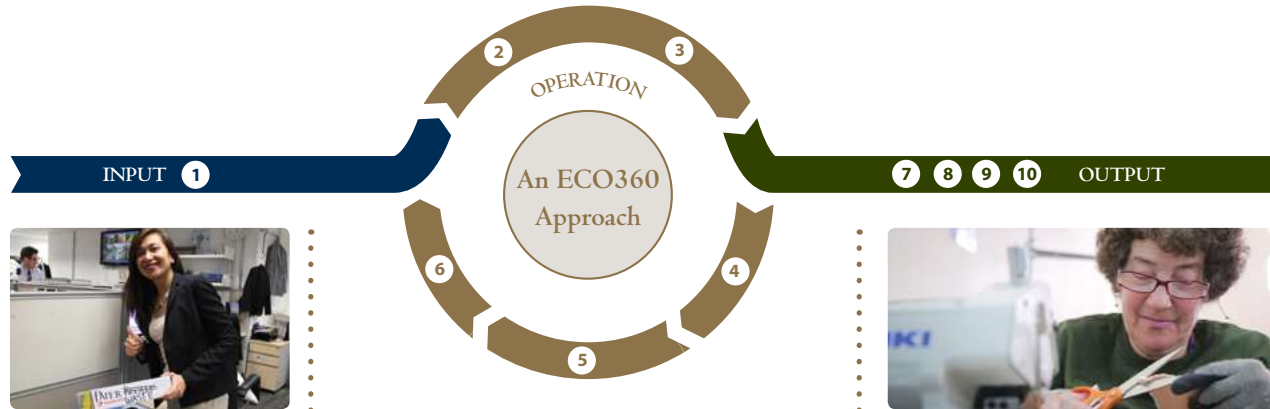 2
3
OPERATION
INPUT 1
An ECO360
Approach
7 8 9 10 OUTPUT
6
4
5